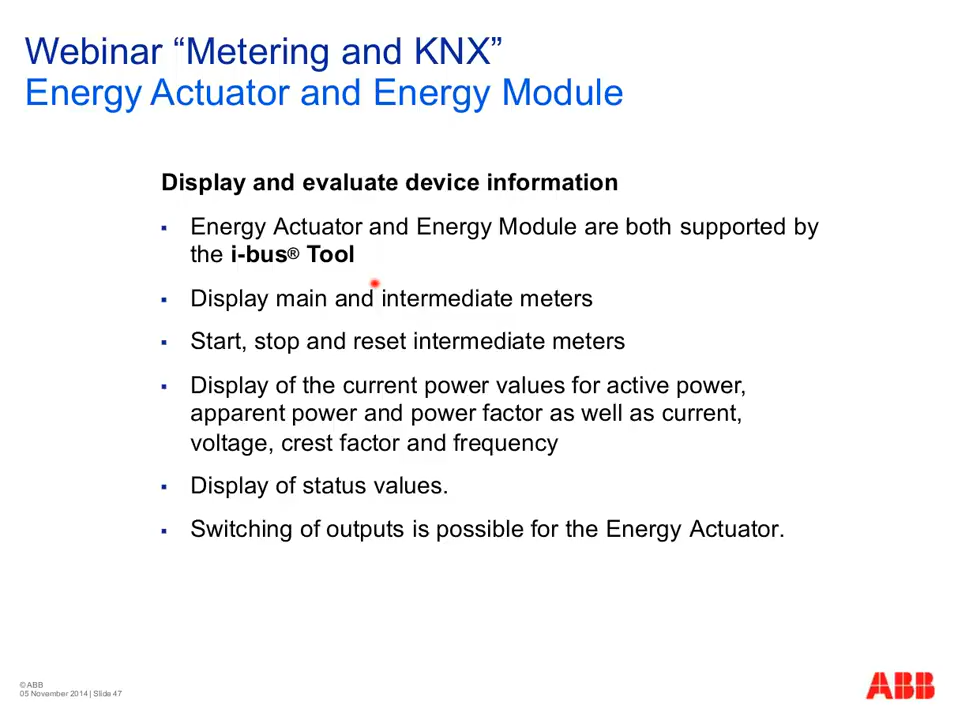 Webinar “Metering and KNX”
Energy Actuator and Energy Module
Display and evaluate device information
▪ Energy Actuator and Energy Module are both supported by
the i-bus® Tool
▪ Display main and intermediate meters
▪ Start, stop and reset intermediate meters
▪ Display of the current power values for active power,
apparent power and power factor as well as current,
voltage, crest factor and frequency
▪ Display of status values.
▪ Switching of outputs is possible for the Energy Actuator.
© ABB
05 November 2014 | Slide 47
ABB